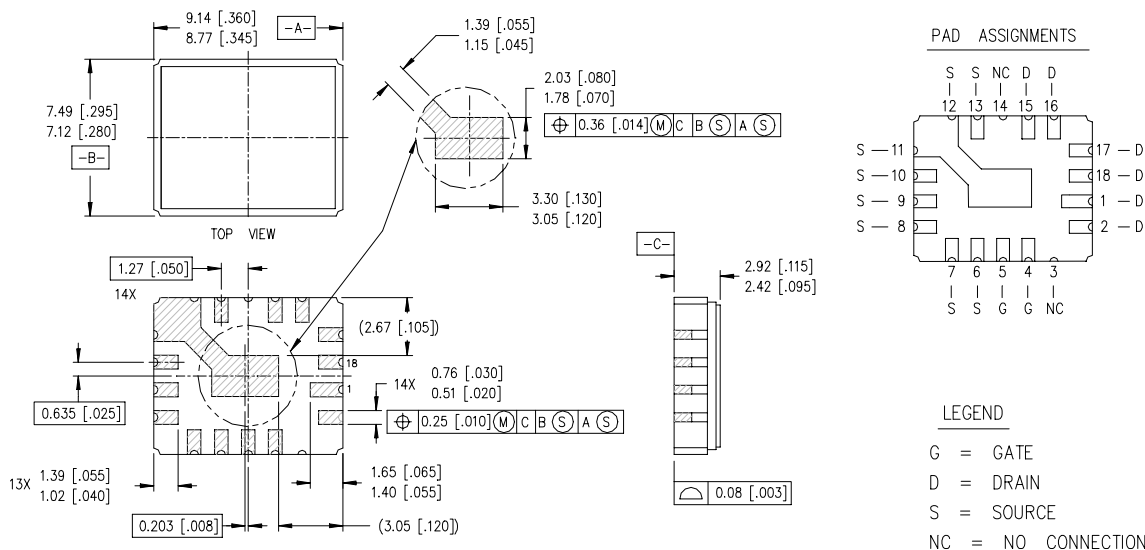 9.14 [.360]
8.77 [.345]
-A-
7.49 [.295]
7.12 [.280]
-B-
TOP VIEW
1.39 [.055]
1.15 [.045]
2.03 [.080]
1.78 [.070]
⌖ 0.36 [.014] Ⓜ C B Ⓢ A Ⓢ
3.30 [.130]
3.05 [.120]
1.27 [.050]
14X
(2.67 [.105])
18
1
0.635 [.025]
14X
0.76 [.030]
0.51 [.020]
⌖ 0.25 [.010] Ⓜ C B Ⓢ A Ⓢ
13X
1.39 [.055]
1.02 [.040]
1.65 [.065]
1.40 [.055]
0.203 [.008]
(3.05 [.120])
-C-
2.92 [.115]
2.42 [.095]
⌓ 0.08 [.003]
PAD ASSIGNMENTS
S S NC D D
12 13 14 15 16
S — 11
S — 10
S — 9
S — 8
17 — D
18 — D
1 — D
2 — D
7 6 5 4 3
S S G G NC
LEGEND
G = GATE
D = DRAIN
S = SOURCE
NC = NO CONNECTION